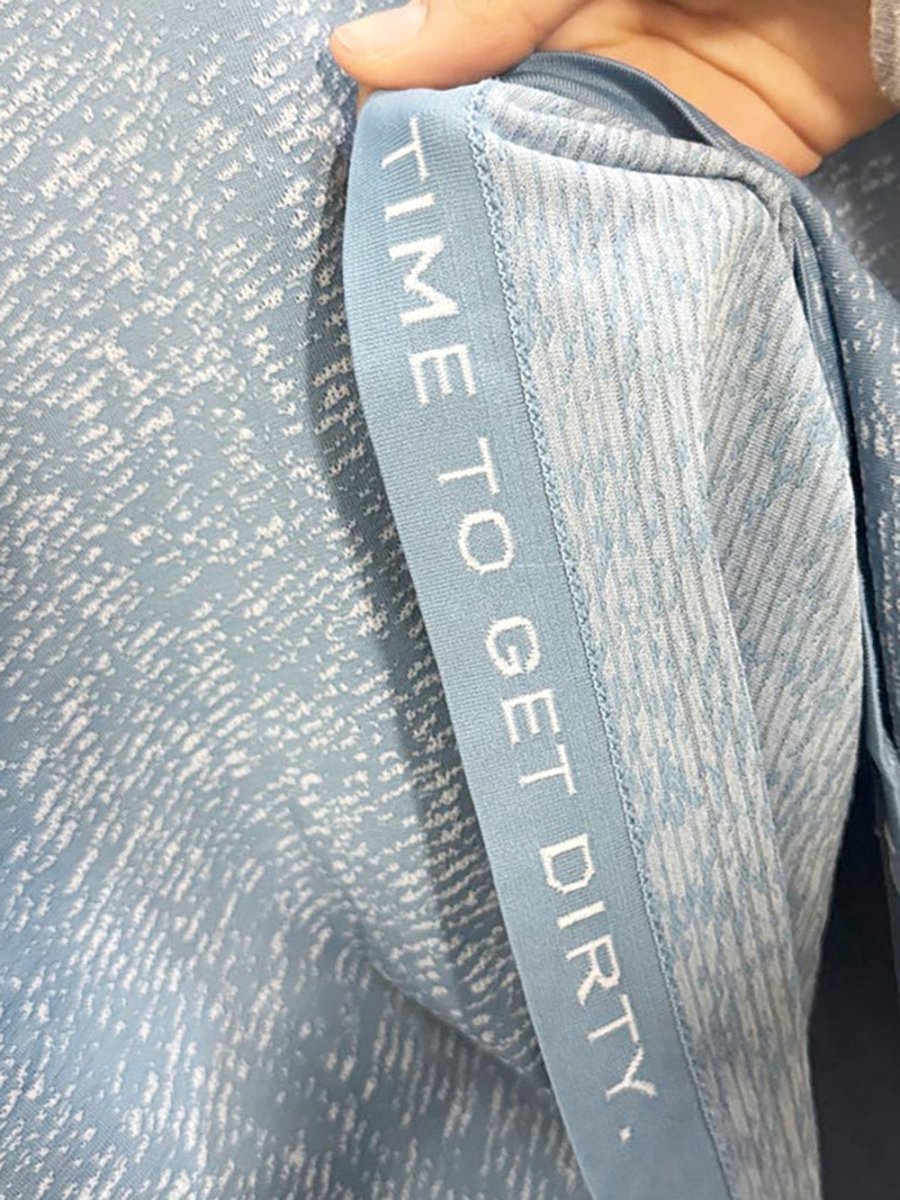 TIME TO GET DIRTY ·